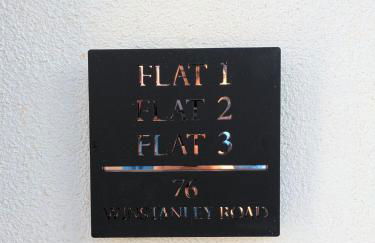 FLAT 1
FLAT 2
FLAT 3
76
WINSTANLEY ROAD